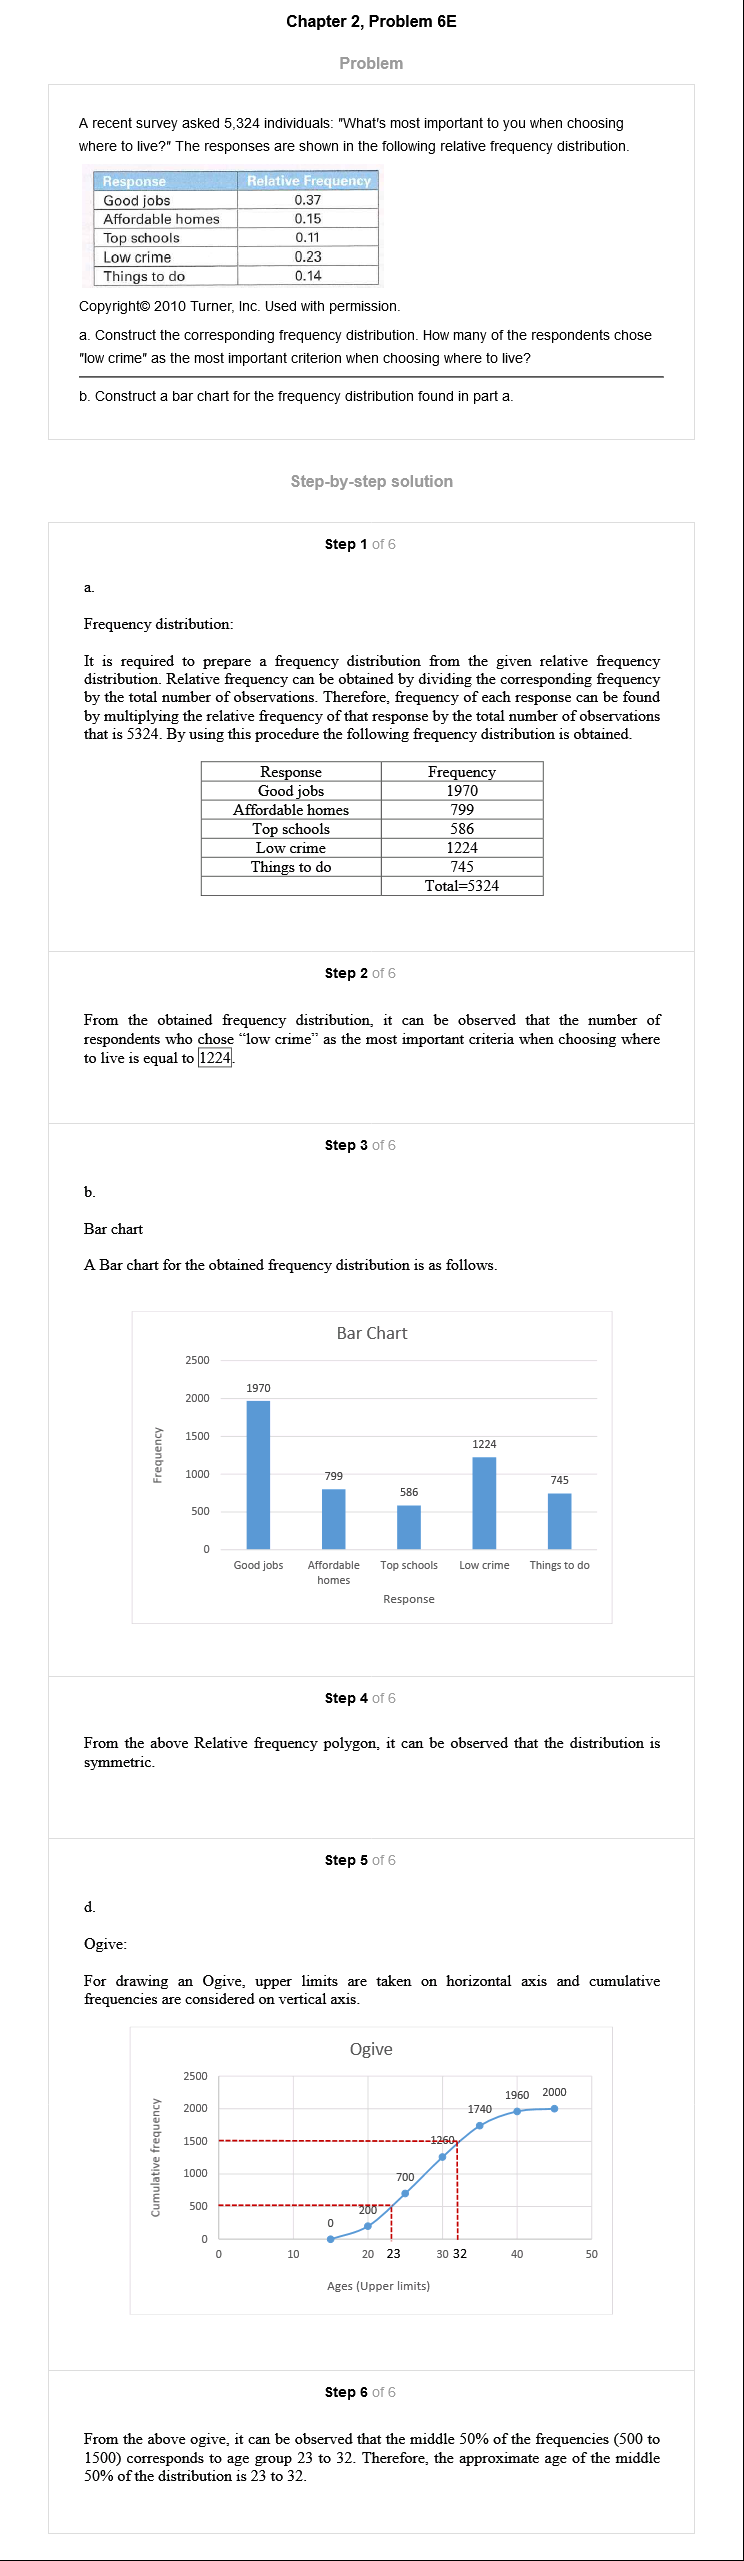 Chapter 2, Problem 6E
Problem
A recent survey asked 5,324 individuals: "What's most important to you when choosing
where to live?" The responses are shown in the following relative frequency distribution.
Response Relative Frequency
Good jobs 0.37
Affordable homes 0.15
Top schools 0.11
Low crime 0.23
Things to do 0.14
Copyright© 2010 Turner, Inc. Used with permission.
a. Construct the corresponding frequency distribution. How many of the respondents chose
"low crime" as the most important criterion when choosing where to live?
b. Construct a bar chart for the frequency distribution found in part a.
Step-by-step solution
Step 1 of 6
a.
Frequency distribution:
It is required to prepare a frequency distribution from the given relative frequency
distribution. Relative frequency can be obtained by dividing the corresponding frequency
by the total number of observations. Therefore, frequency of each response can be found
by multiplying the relative frequency of that response by the total number of observations
that is 5324. By using this procedure the following frequency distribution is obtained.
Response Frequency
Good jobs 1970
Affordable homes 799
Top schools 586
Low crime 1224
Things to do 745
Total=5324
Step 2 of 6
From the obtained frequency distribution, it can be observed that the number of
respondents who chose “low crime” as the most important criteria when choosing where
to live is equal to 1224.
Step 3 of 6
b.
Bar chart
A Bar chart for the obtained frequency distribution is as follows.
Bar Chart
2500
2000
1500
1000
500
0
Frequency
1970
799
586
1224
745
Good jobs
Affordable
homes
Top schools
Low crime
Things to do
Response
Step 4 of 6
From the above Relative frequency polygon, it can be observed that the distribution is
symmetric.
Step 5 of 6
d.
Ogive:
For drawing an Ogive, upper limits are taken on horizontal axis and cumulative
frequencies are considered on vertical axis.
Ogive
2500
2000
1500
1000
500
0
Cumulative frequency
0
200
700
1260
1740
1960
2000
0 10 20 23 30 32 40 50
Ages (Upper limits)
Step 6 of 6
From the above ogive, it can be observed that the middle 50% of the frequencies (500 to
1500) corresponds to age group 23 to 32. Therefore, the approximate age of the middle
50% of the distribution is 23 to 32.